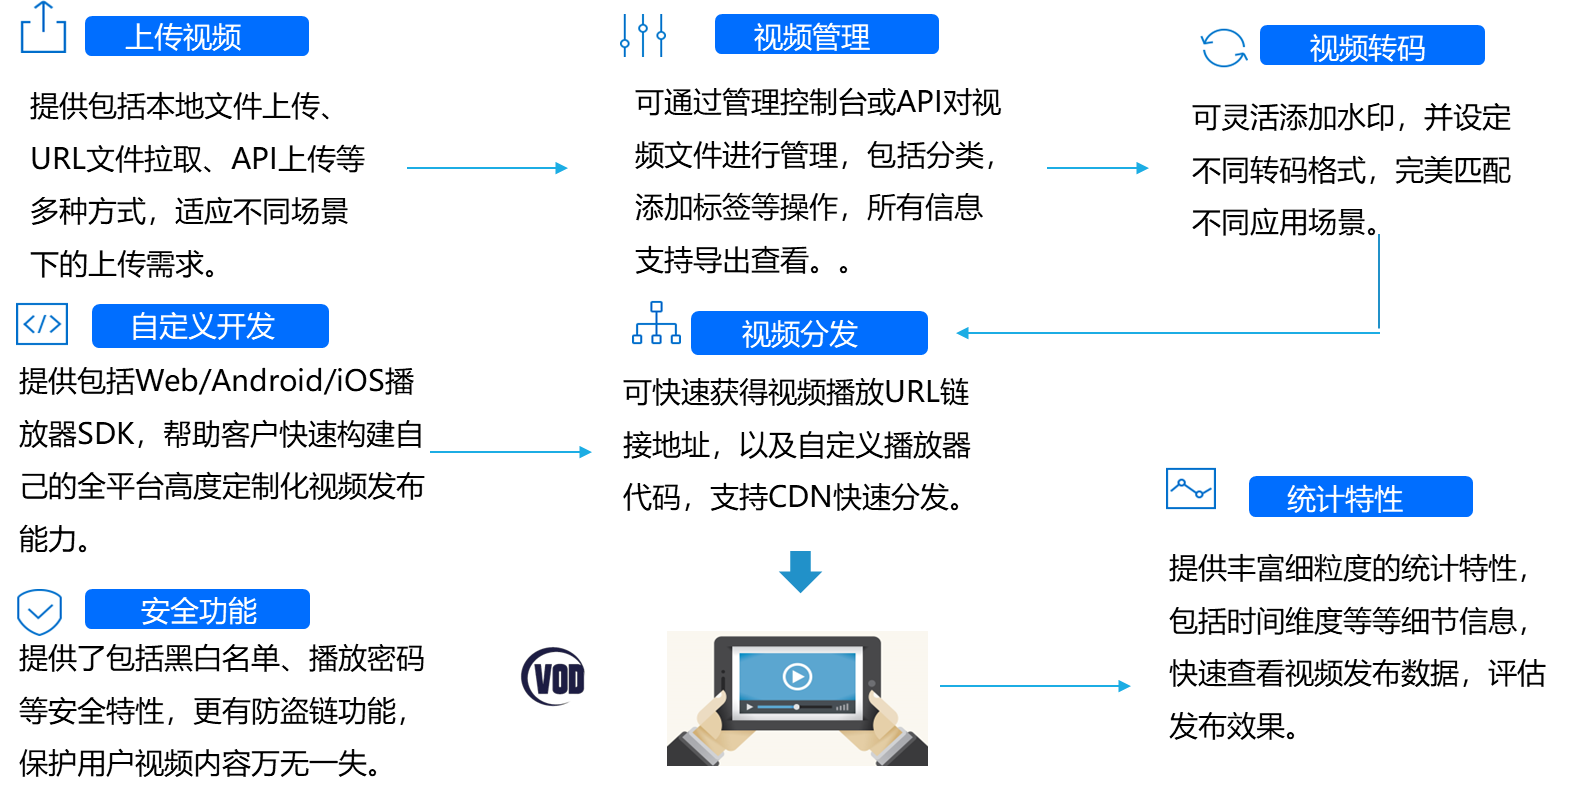 上传视频
提供包括本地文件上传、
URL文件拉取、API上传等
多种方式，适应不同场景
下的上传需求。
视频管理
可通过管理控制台或API对视
频文件进行管理，包括分类，
添加标签等操作，所有信息
支持导出查看。。
视频转码
可灵活添加水印，并设定
不同转码格式，完美匹配
不同应用场景。
自定义开发
提供包括Web/Android/iOS播
放器SDK，帮助客户快速构建自
己的全平台高度定制化视频发布
能力。
视频分发
可快速获得视频播放URL链
接地址，以及自定义播放器
代码，支持CDN快速分发。
统计特性
提供丰富细粒度的统计特性，
包括时间维度等等细节信息，
快速查看视频发布数据，评估
发布效果。
安全功能
提供了包括黑白名单、播放密码
等安全特性，更有防盗链功能，
保护用户视频内容万无一失。
VOD